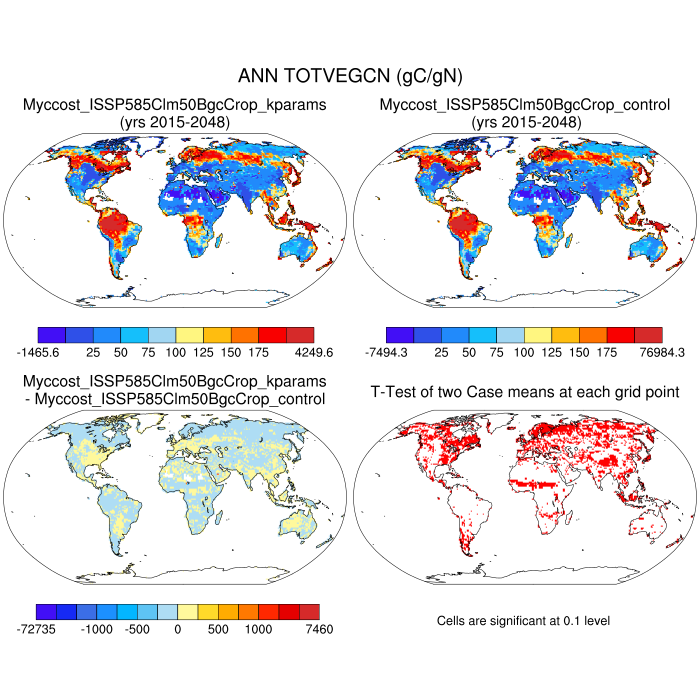 ANN TOTVEGCN (gC/gN)
Myccost_ISSP585Clm50BgcCrop_kparams
(yrs 2015-2048)
Myccost_ISSP585Clm50BgcCrop_control
(yrs 2015-2048)
-1465.6 25 50 75 100 125 150 175 4249.6
-7494.3 25 50 75 100 125 150 175 76984.3
Myccost_ISSP585Clm50BgcCrop_kparams
- Myccost_ISSP585Clm50BgcCrop_control
T-Test of two Case means at each grid point
-72735 -1000 -500 0 500 1000 7460
Cells are significant at 0.1 level